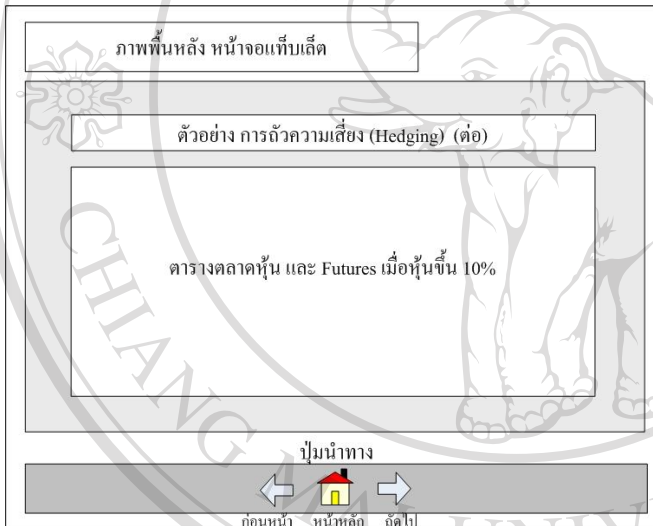 ภาพพื้นหลัง หน้าจอแท็บเล็ต
ตัวอย่าง การถัวความเสี่ยง (Hedging) (ต่อ)
ตารางตลาดหุ้น และ Futures เมื่อหุ้นขึ้น 10%
ปุ่มนำทาง
ก่อนหน้า หน้าหลัก ถัดไป
CHIANG MAI UNIV